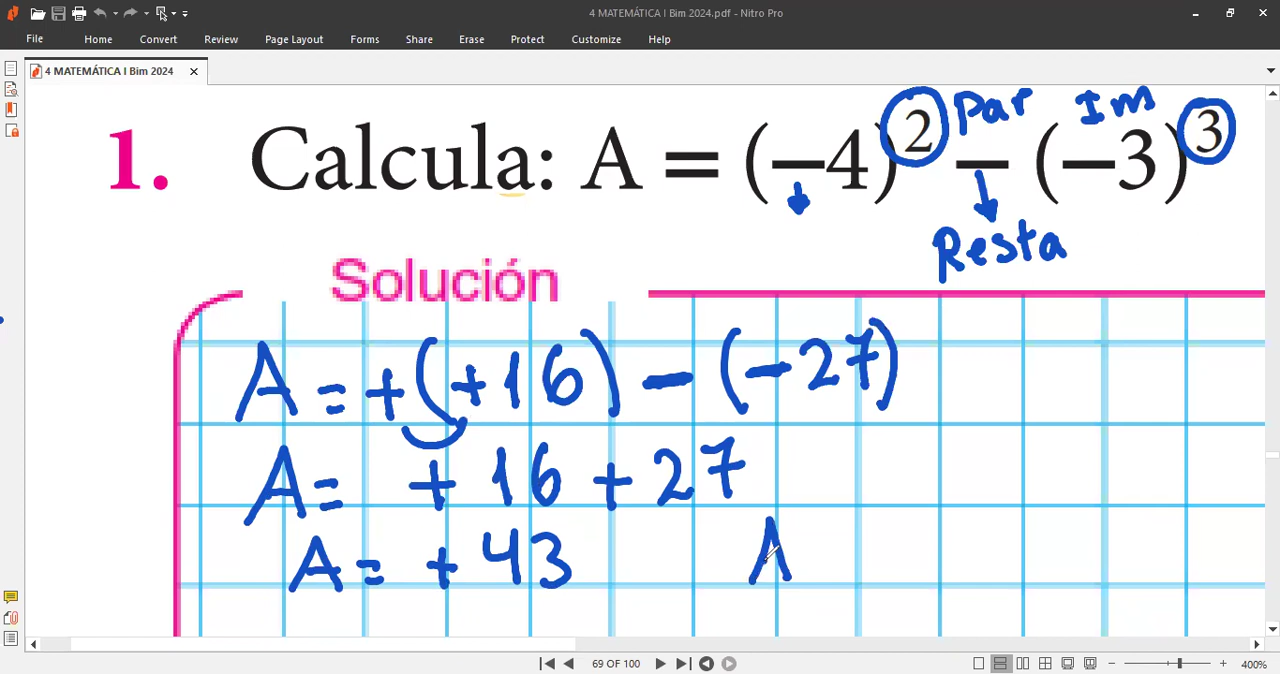 4 MATEMÁTICA I Bim 2024.pdf - Nitro Pro
File Home Convert Review Page Layout Forms Share Erase Protect Customize Help
4 MATEMÁTICA I Bim 2024
Par Im
1. Calcula: A = (−4)² − (−3)³
Resta
Solución
A = +(+16) − (−27)
A = +16 + 27
A = +43 A
69 OF 100
400%